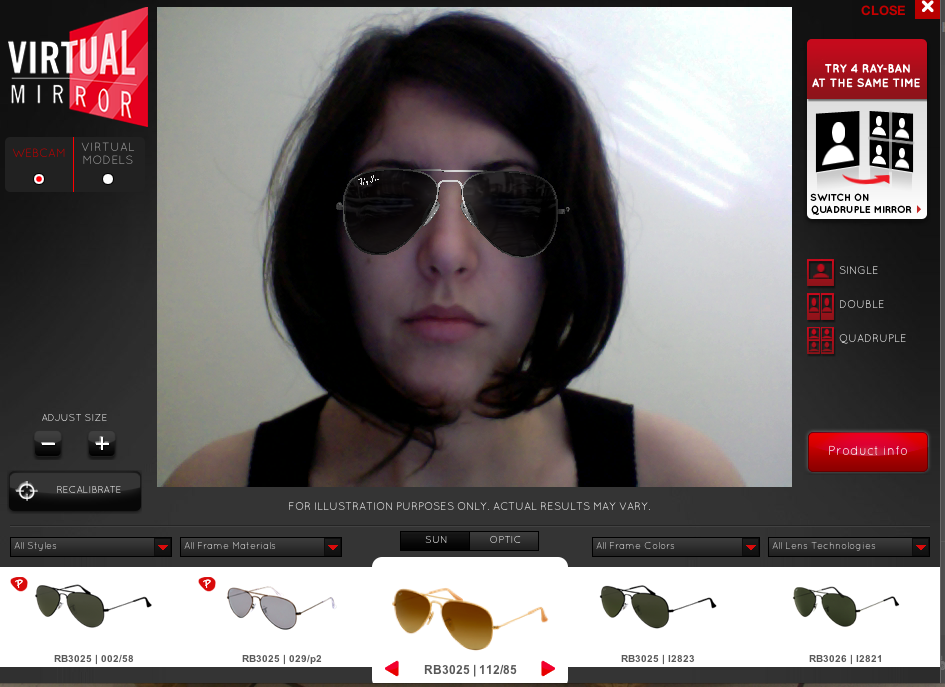 CLOSE
VIRTUAL
MIRROR
WEBCAM
VIRTUAL
MODELS
TRY 4 RAY-BAN
AT THE SAME TIME
SWITCH ON
QUADRUPLE MIRROR
SINGLE
DOUBLE
QUADRUPLE
ADJUST SIZE
RECALIBRATE
Product info
FOR ILLUSTRATION PURPOSES ONLY. ACTUAL RESULTS MAY VARY.
All Styles
All Frame Materials
SUN
OPTIC
All Frame Colors
All Lens Technologies
P
P
RB3025 | 002/58
RB3025 | 029/p2
RB3025 | 112/85
RB3025 | l2823
RB3026 | l2821